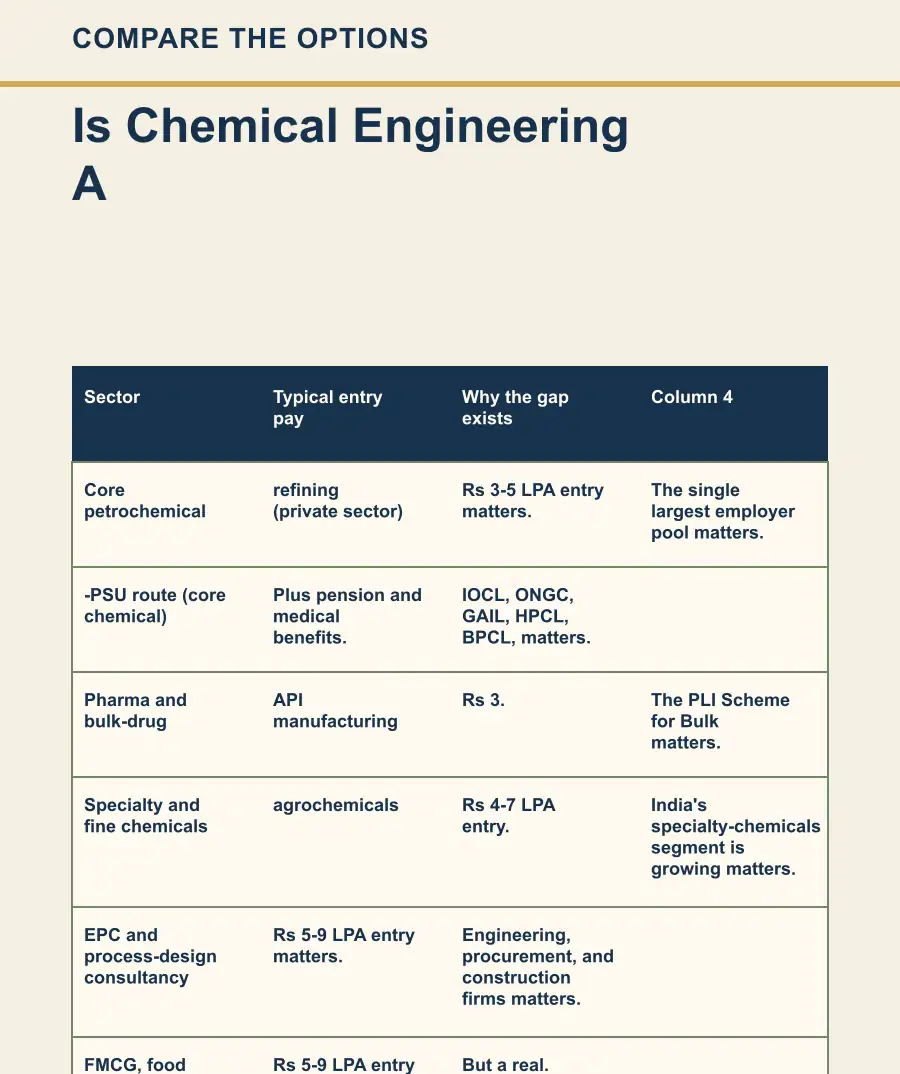 COMPARE THE OPTIONS
Is Chemical Engineering
A
Sector
Typical entry
pay
Why the gap
exists
Column 4
Core
petrochemical
refining
(private sector)
Rs 3-5 LPA entry
matters.
The single
largest employer
pool matters.
-PSU route (core
chemical)
Plus pension and
medical
benefits.
IOCL, ONGC,
GAIL, HPCL,
BPCL, matters.
Pharma and
bulk-drug
API
manufacturing
Rs 3.
The PLI Scheme
for Bulk
matters.
Specialty and
fine chemicals
agrochemicals
Rs 4-7 LPA
entry.
India's
specialty-chemicals
segment is
growing matters.
EPC and
process-design
consultancy
Rs 5-9 LPA entry
matters.
Engineering,
procurement, and
construction
firms matters.
FMCG, food
Rs 5-9 LPA entry
But a real.